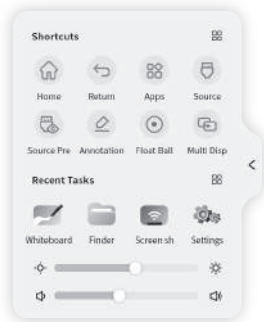 Shortcuts
Home Return Apps Source
Source Pre Annotation Float Ball Multi Disp
Recent Tasks
Whiteboard Finder Screen sh Settings